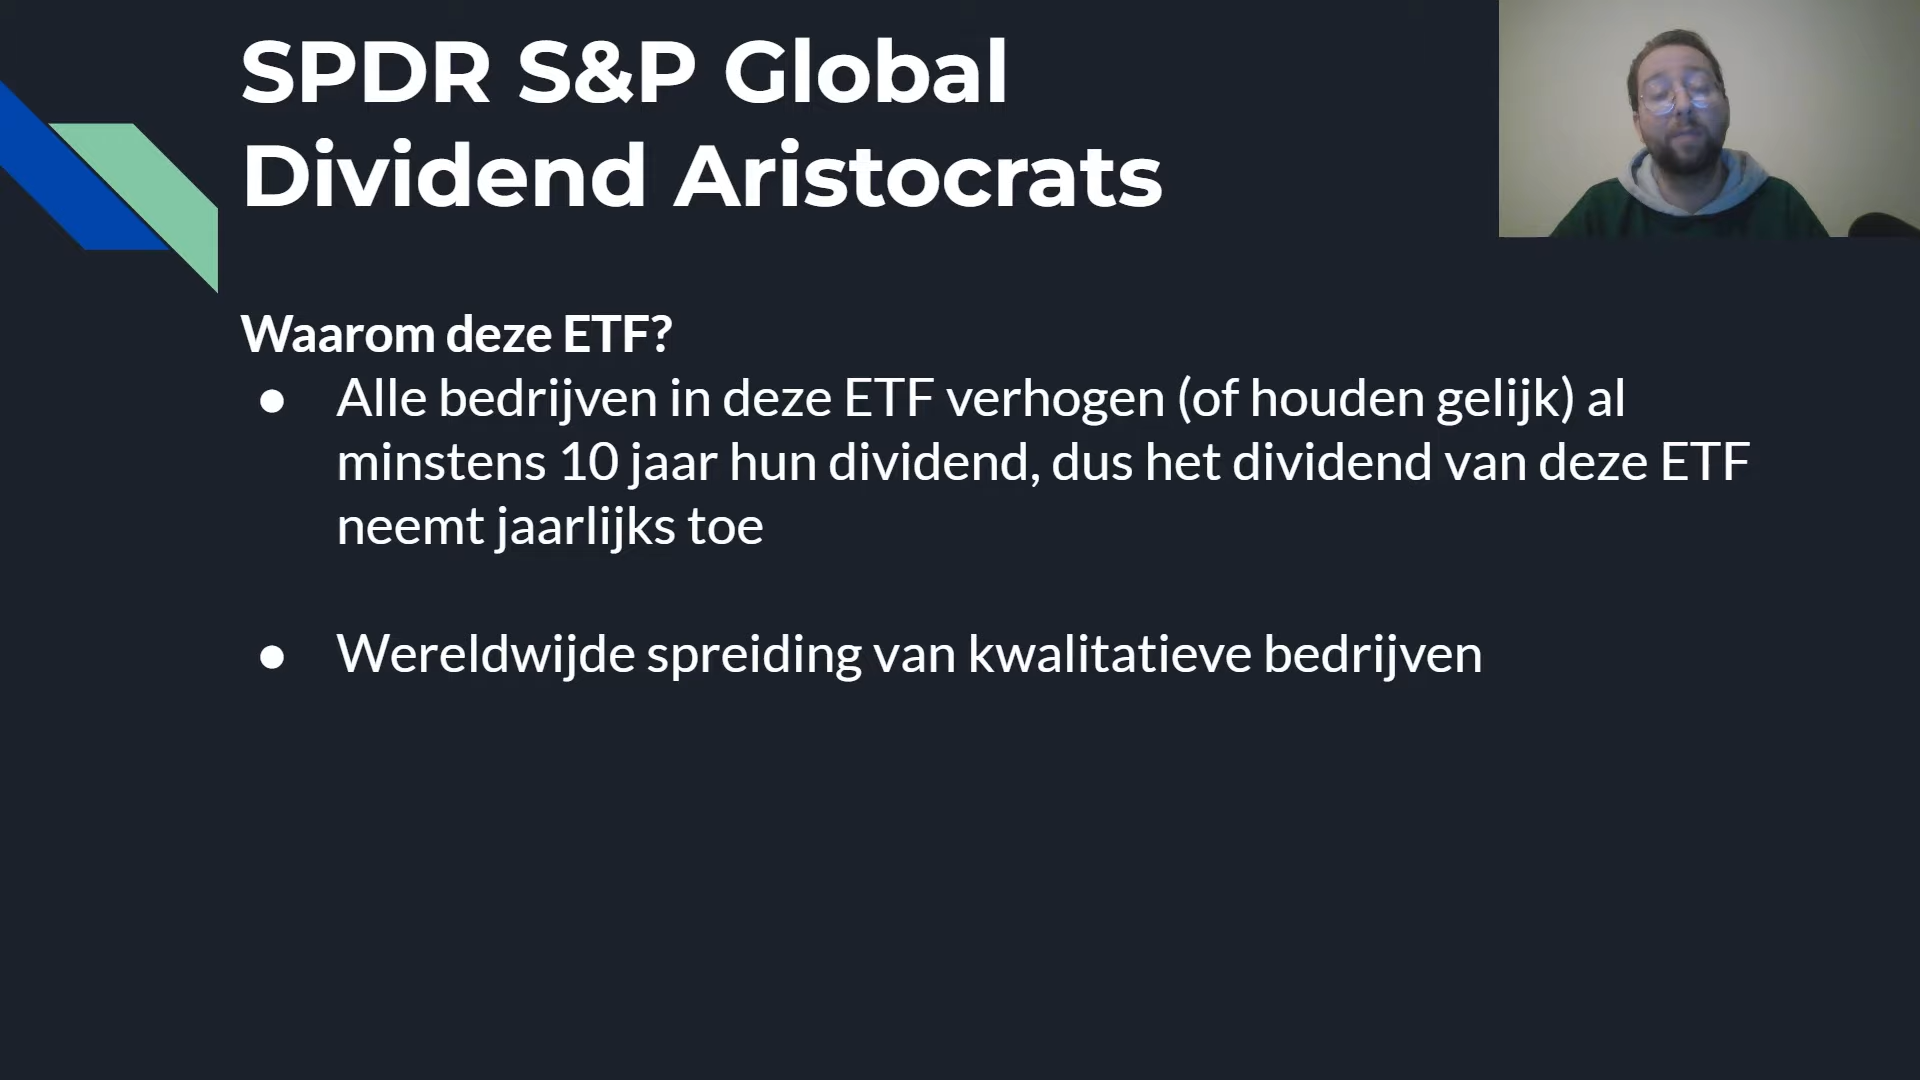 SPDR S&P Global
Dividend Aristocrats
Waarom deze ETF?
● Alle bedrijven in deze ETF verhogen (of houden gelijk) al
minstens 10 jaar hun dividend, dus het dividend van deze ETF
neemt jaarlijks toe
● Wereldwijde spreiding van kwalitatieve bedrijven